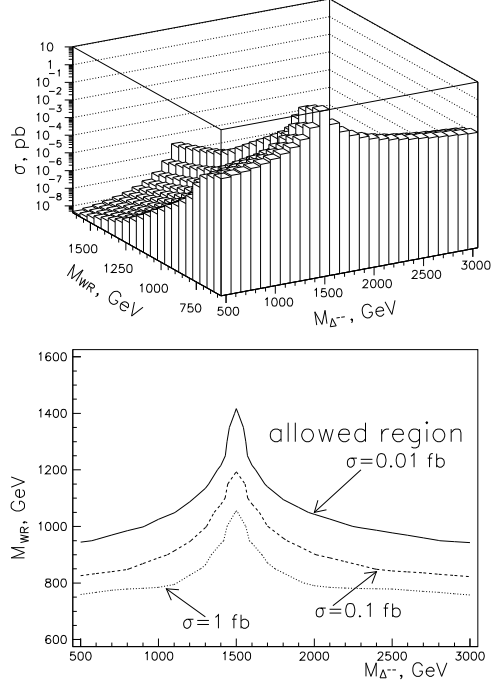 10
1
10⁻¹
10⁻²
10⁻³
10⁻⁴
10⁻⁵
10⁻⁶
10⁻⁷
10⁻⁸
σ, pb
1500
1250
1000
750
M_WR, GeV
500
1000
1500
2000
2500
3000
M_Δ--, GeV
1600
1400
1200
1000
800
600
M_WR, GeV
allowed region
σ=0.01 fb
σ=0.1 fb
σ=1 fb
500 1000 1500 2000 2500 3000
M_Δ--, GeV